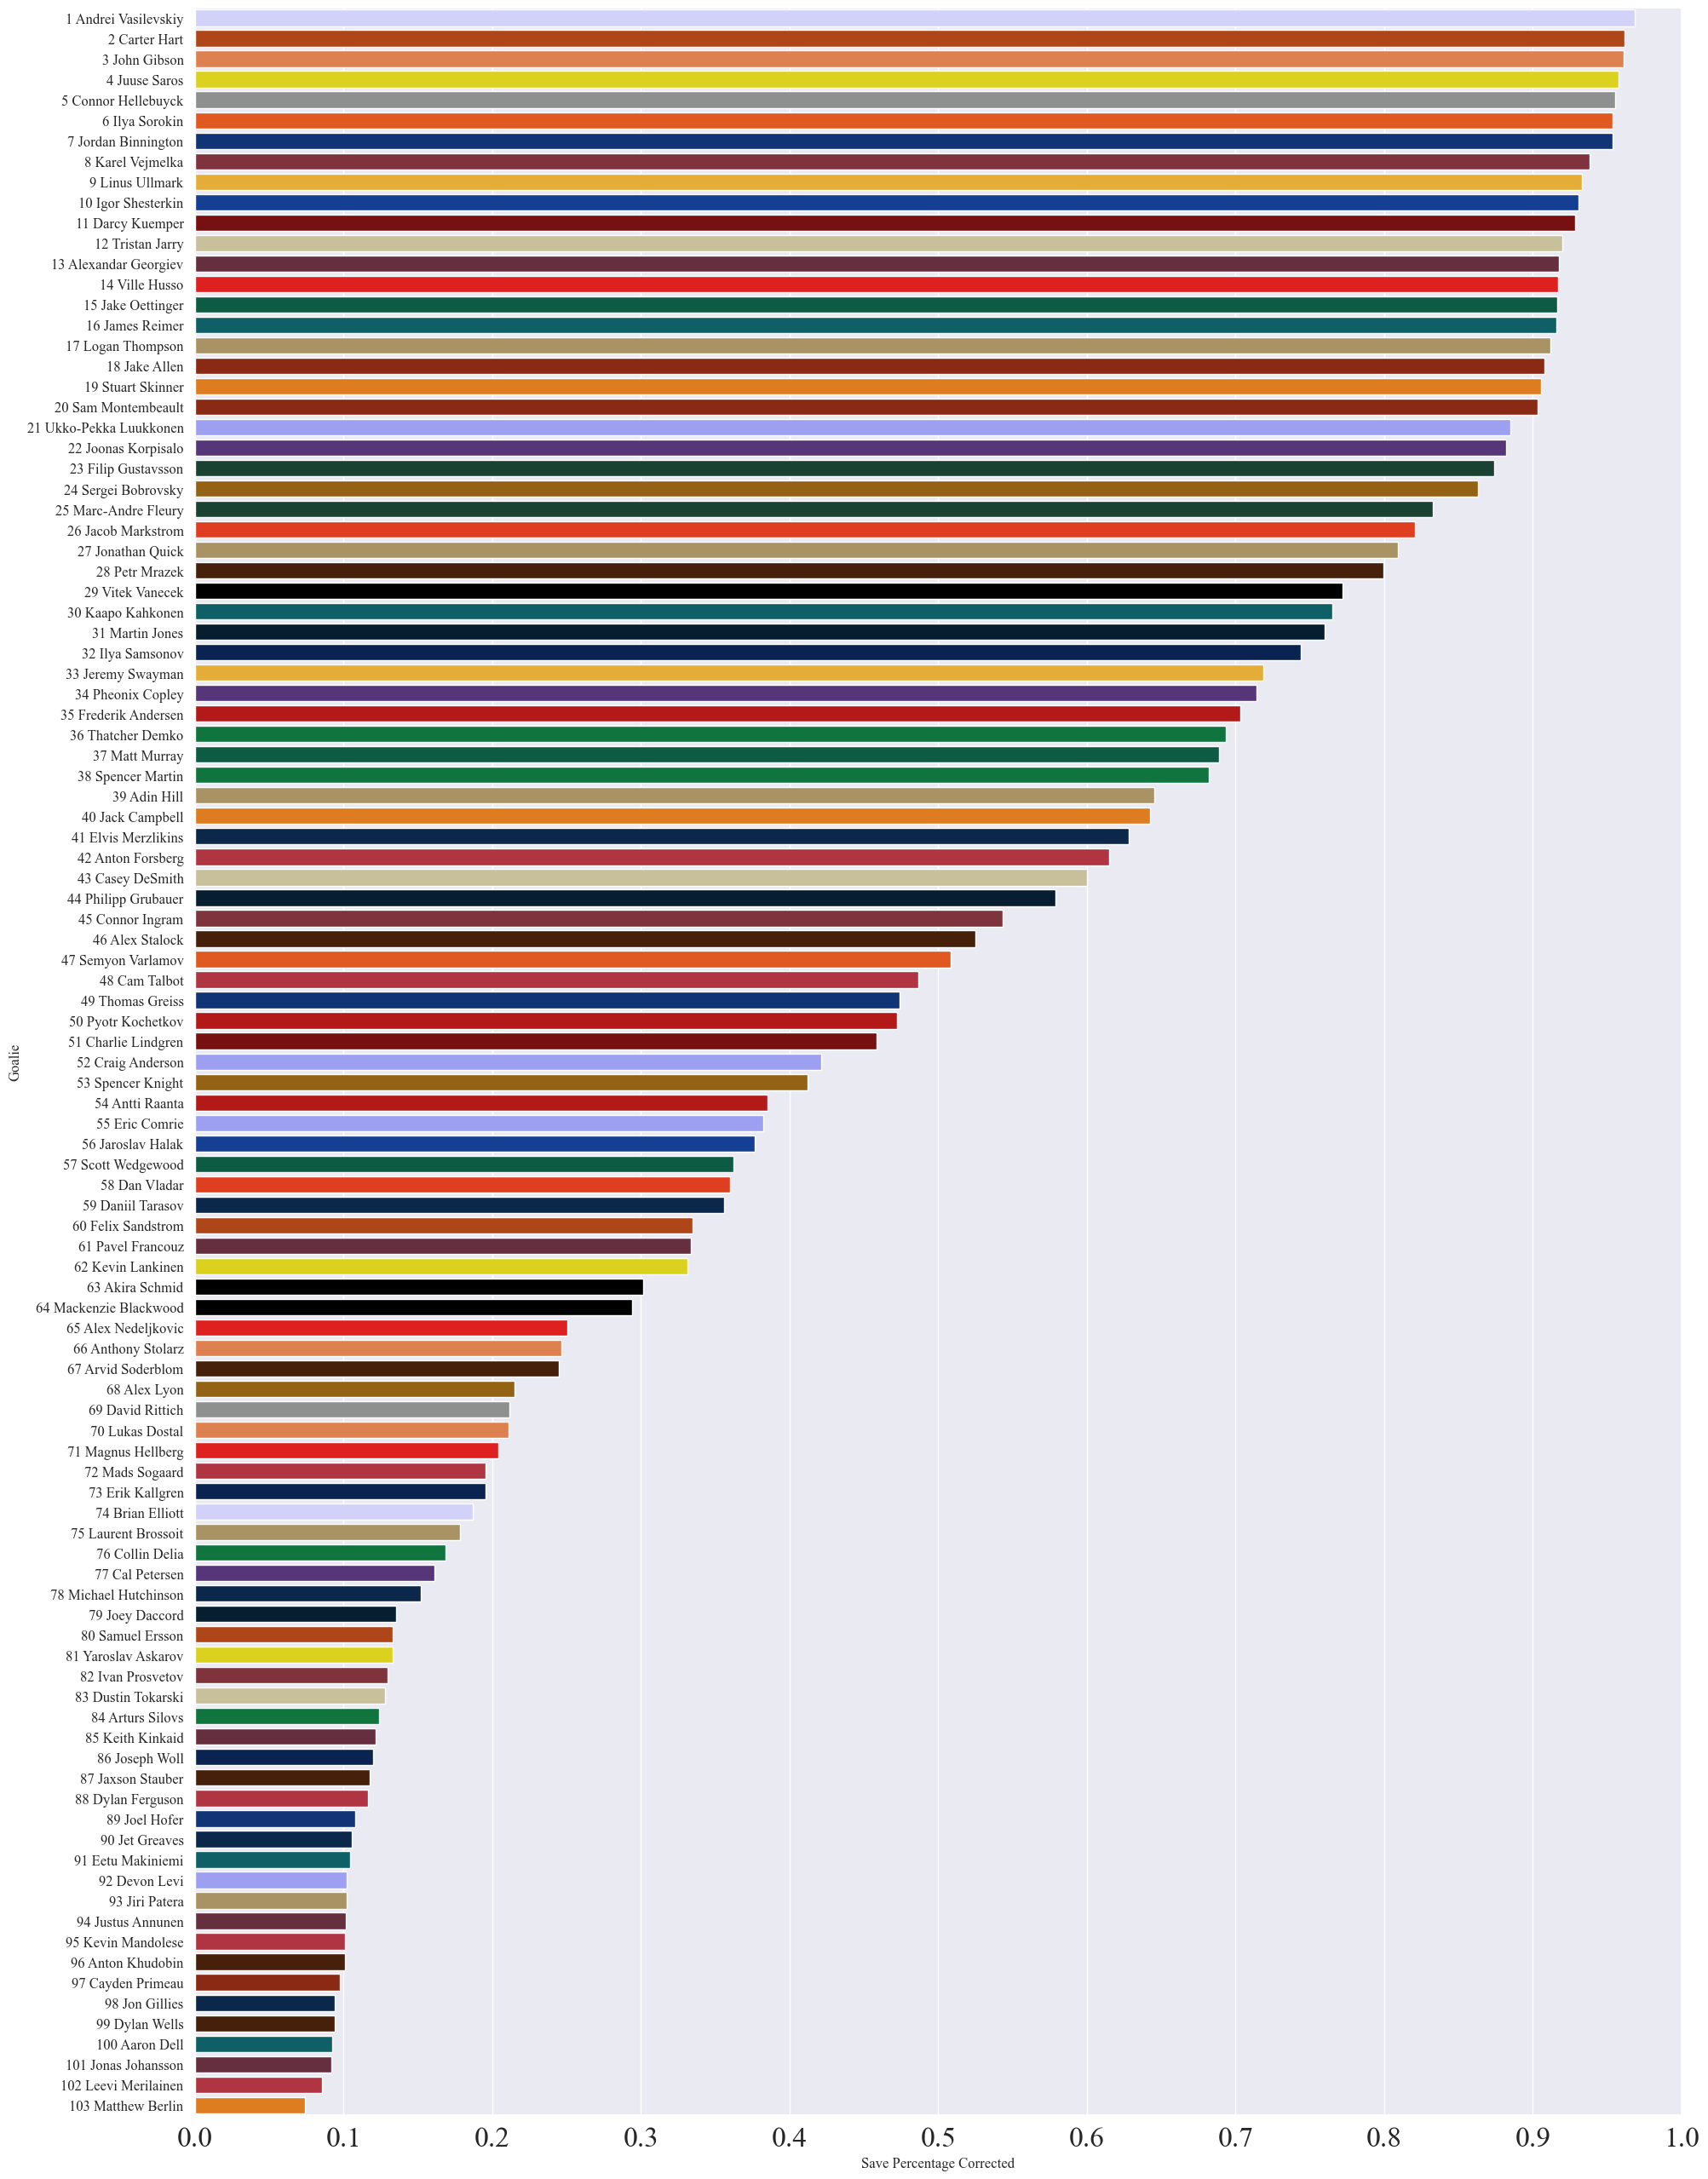 1 Andrei Vasilevskiy
2 Carter Hart
3 John Gibson
4 Juuse Saros
5 Connor Hellebuyck
6 Ilya Sorokin
7 Jordan Binnington
8 Karel Vejmelka
9 Linus Ullmark
10 Igor Shesterkin
11 Darcy Kuemper
12 Tristan Jarry
13 Alexandar Georgiev
14 Ville Husso
15 Jake Oettinger
16 James Reimer
17 Logan Thompson
18 Jake Allen
19 Stuart Skinner
20 Sam Montembeault
21 Ukko-Pekka Luukkonen
22 Joonas Korpisalo
23 Filip Gustavsson
24 Sergei Bobrovsky
25 Marc-Andre Fleury
26 Jacob Markstrom
27 Jonathan Quick
28 Petr Mrazek
29 Vitek Vanecek
30 Kaapo Kahkonen
31 Martin Jones
32 Ilya Samsonov
33 Jeremy Swayman
34 Pheonix Copley
35 Frederik Andersen
36 Thatcher Demko
37 Matt Murray
38 Spencer Martin
39 Adin Hill
40 Jack Campbell
41 Elvis Merzlikins
42 Anton Forsberg
43 Casey DeSmith
44 Philipp Grubauer
45 Connor Ingram
46 Alex Stalock
47 Semyon Varlamov
48 Cam Talbot
49 Thomas Greiss
50 Pyotr Kochetkov
51 Charlie Lindgren
52 Craig Anderson
53 Spencer Knight
54 Antti Raanta
55 Eric Comrie
56 Jaroslav Halak
57 Scott Wedgewood
58 Dan Vladar
59 Daniil Tarasov
60 Felix Sandstrom
61 Pavel Francouz
62 Kevin Lankinen
63 Akira Schmid
64 Mackenzie Blackwood
65 Alex Nedeljkovic
66 Anthony Stolarz
67 Arvid Soderblom
68 Alex Lyon
69 David Rittich
70 Lukas Dostal
71 Magnus Hellberg
72 Mads Sogaard
73 Erik Kallgren
74 Brian Elliott
75 Laurent Brossoit
76 Collin Delia
77 Cal Petersen
78 Michael Hutchinson
79 Joey Daccord
80 Samuel Ersson
81 Yaroslav Askarov
82 Ivan Prosvetov
83 Dustin Tokarski
84 Arturs Silovs
85 Keith Kinkaid
86 Joseph Woll
87 Jaxson Stauber
88 Dylan Ferguson
89 Joel Hofer
90 Jet Greaves
91 Eetu Makiniemi
92 Devon Levi
93 Jiri Patera
94 Justus Annunen
95 Kevin Mandolese
96 Anton Khudobin
97 Cayden Primeau
98 Jon Gillies
99 Dylan Wells
100 Aaron Dell
101 Jonas Johansson
102 Leevi Merilainen
103 Matthew Berlin
Goalie
0.0 0.1 0.2 0.3 0.4 0.5 0.6 0.7 0.8 0.9 1.0
Save Percentage Corrected